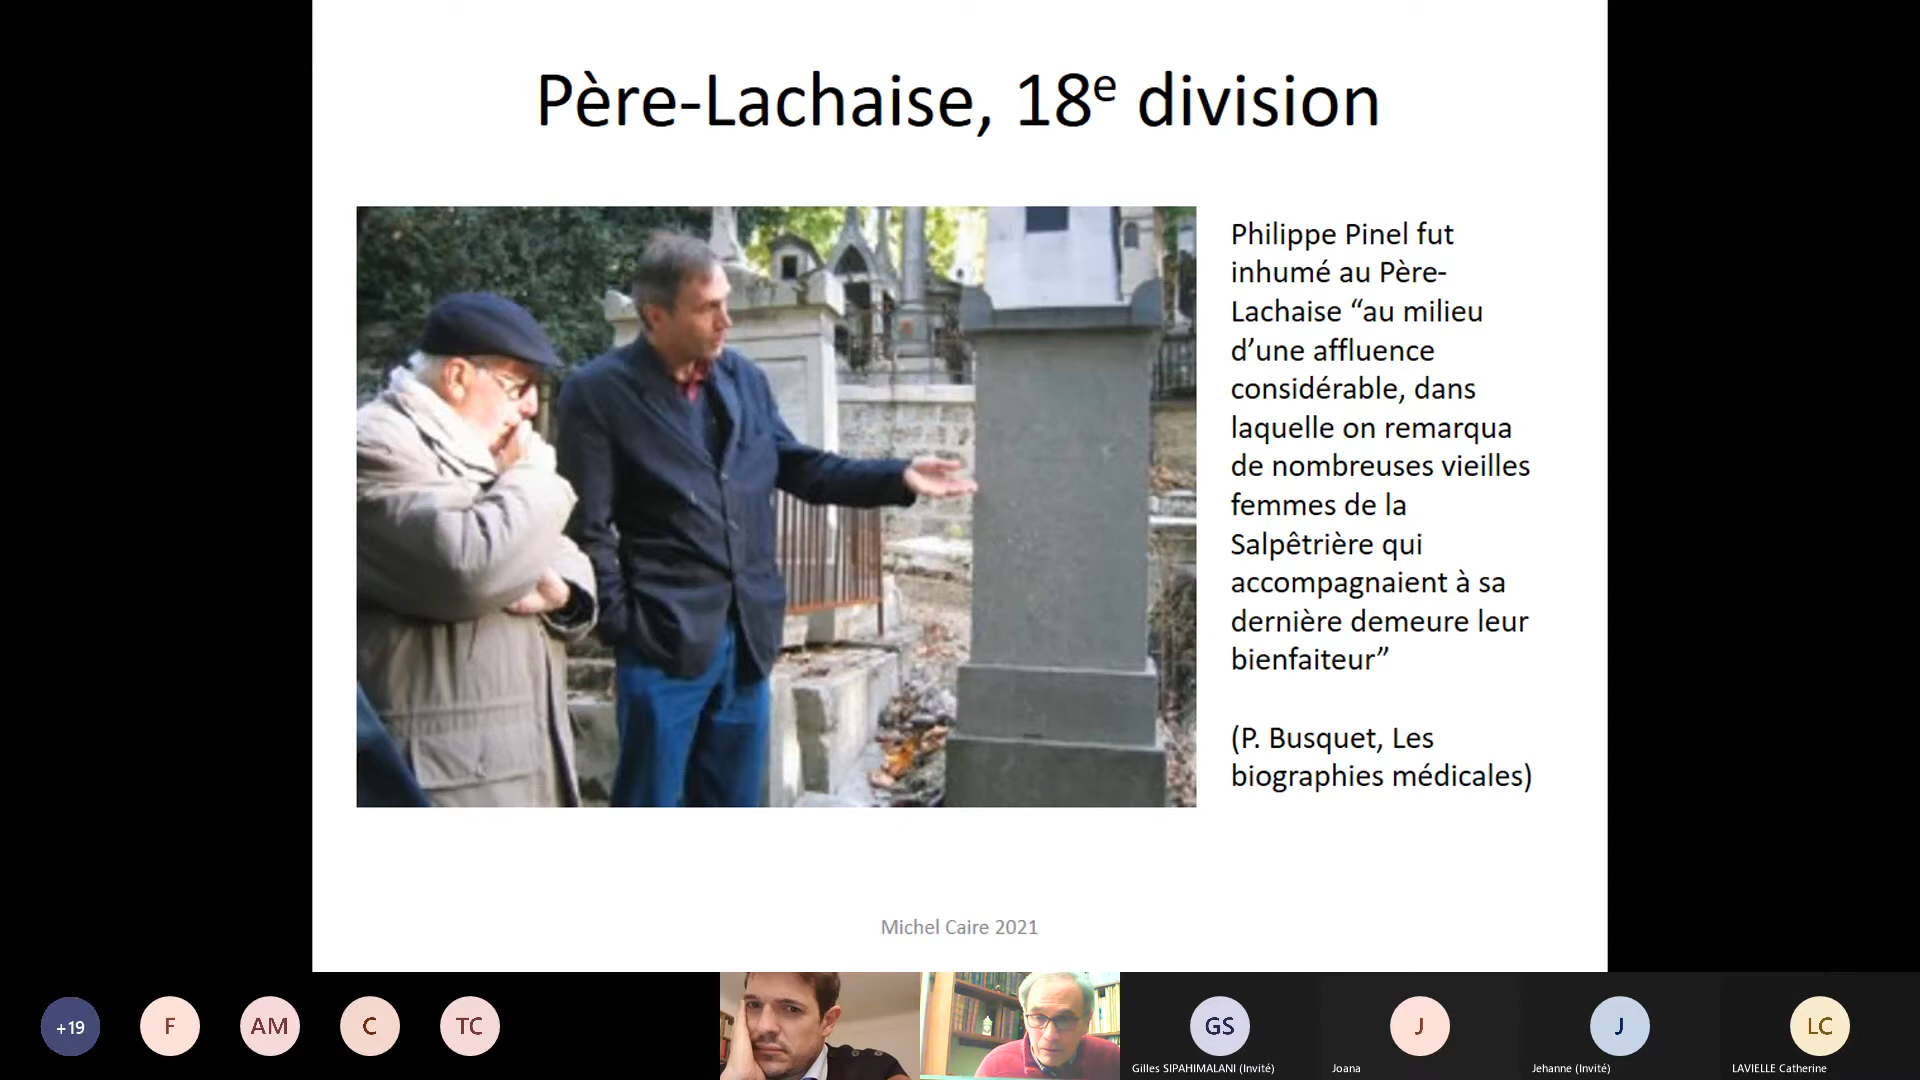 Père-Lachaise, 18e division
Philippe Pinel fut
inhumé au Père-
Lachaise “au milieu
d’une affluence
considérable, dans
laquelle on remarqua
de nombreuses vieilles
femmes de la
Salpêtrière qui
accompagnaient à sa
dernière demeure leur
bienfaiteur”
(P. Busquet, Les
biographies médicales)
Michel Caire 2021
+19
F
AM
C
TC
GS
J
J
LC
Gilles SIPAHIMALANI (Invité)
Joana
Jehanne (Invité)
LAVIELLE Catherine